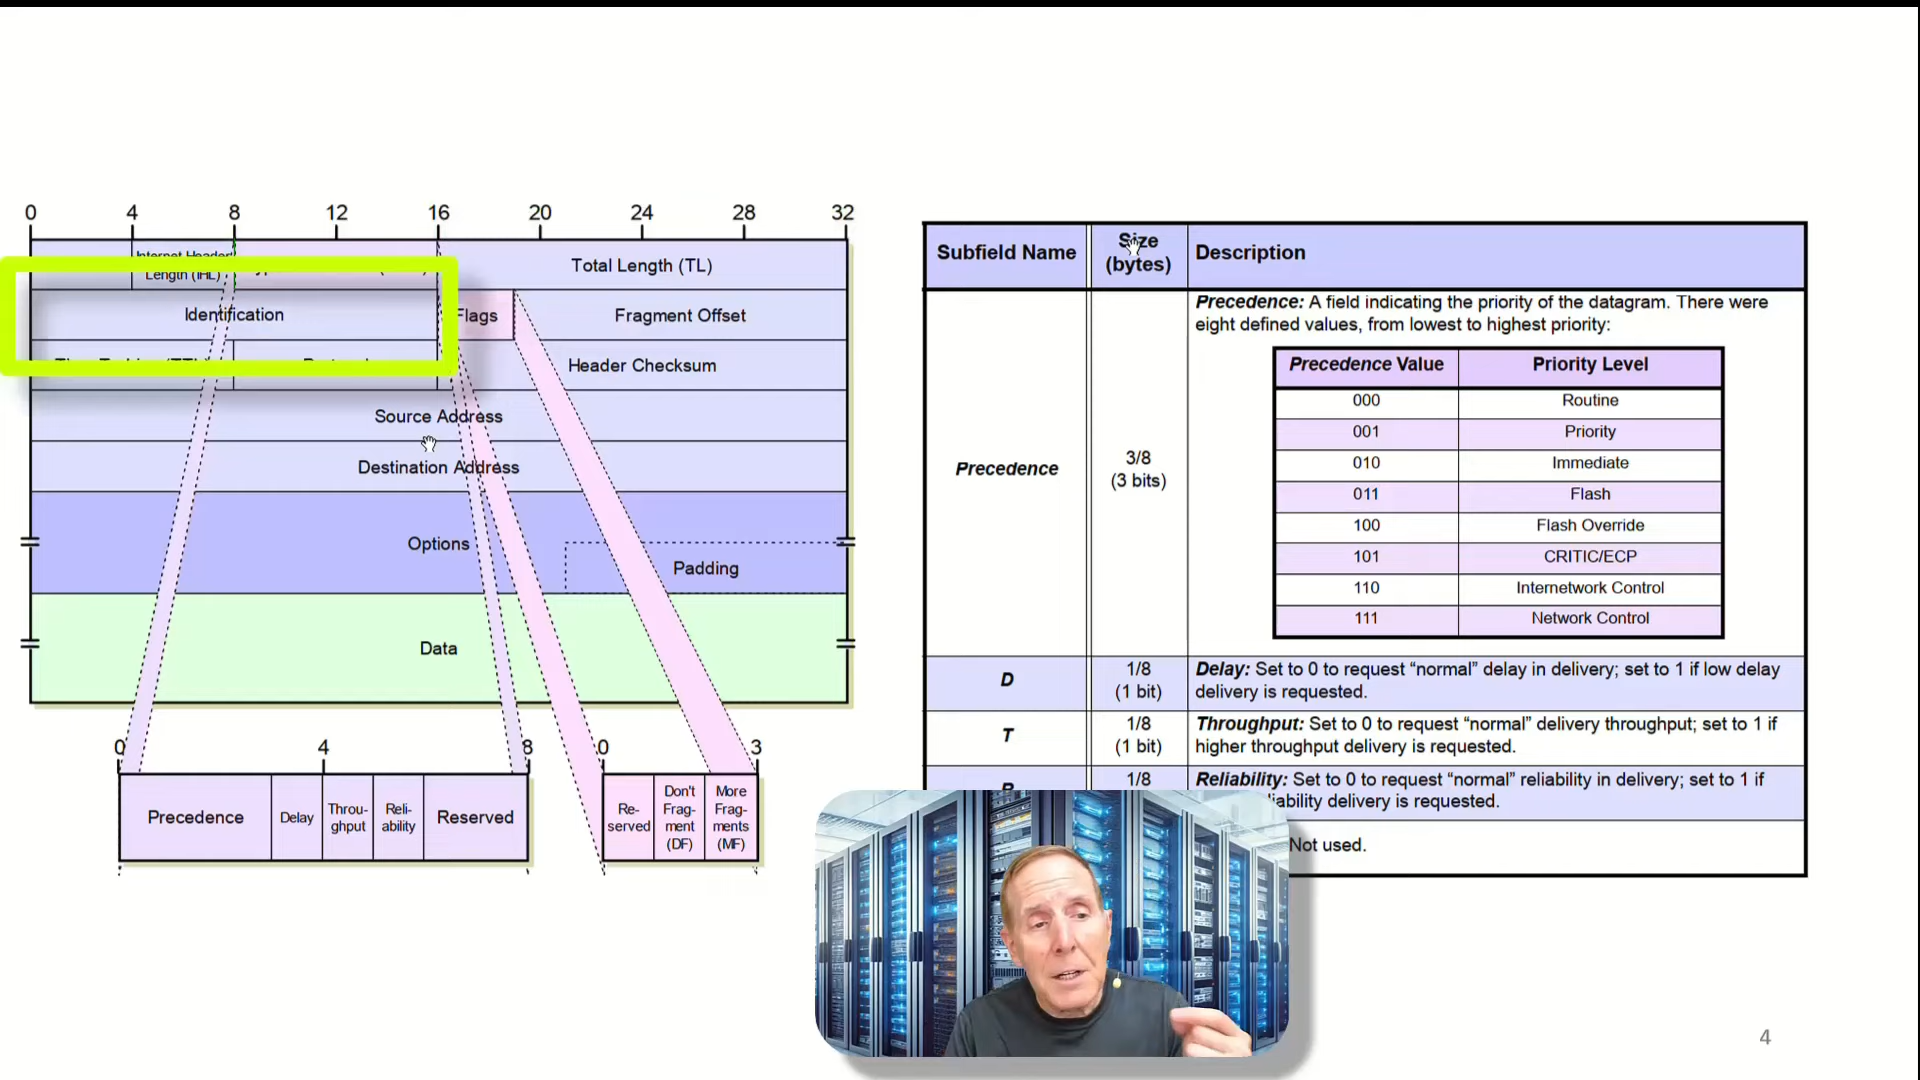 0 4 8 12 16 20 24 28 32
Internet Header
Length (IHL)
Total Length (TL)
Identification
Flags
Fragment Offset
Header Checksum
Source Address
Destination Address
Options
Padding
Data
0 4 8
0 3
Precedence
Delay
Throu-
ghput
Reli-
ability
Reserved
Re-
served
Don't
Frag-
ment
(DF)
More
Frag-
ments
(MF)
Subfield Name
Size
(bytes)
Description
Precedence
3/8
(3 bits)
Precedence: A field indicating the priority of the datagram. There were
eight defined values, from lowest to highest priority:
Precedence Value Priority Level
000 Routine
001 Priority
010 Immediate
011 Flash
100 Flash Override
101 CRITIC/ECP
110 Internetwork Control
111 Network Control
D
1/8
(1 bit)
Delay: Set to 0 to request “normal” delay in delivery; set to 1 if low delay
delivery is requested.
T
1/8
(1 bit)
Throughput: Set to 0 to request “normal” delivery throughput; set to 1 if
higher throughput delivery is requested.
1/8
Reliability: Set to 0 to request “normal” reliability in delivery; set to 1 if
delivery is requested.
Not used.
4